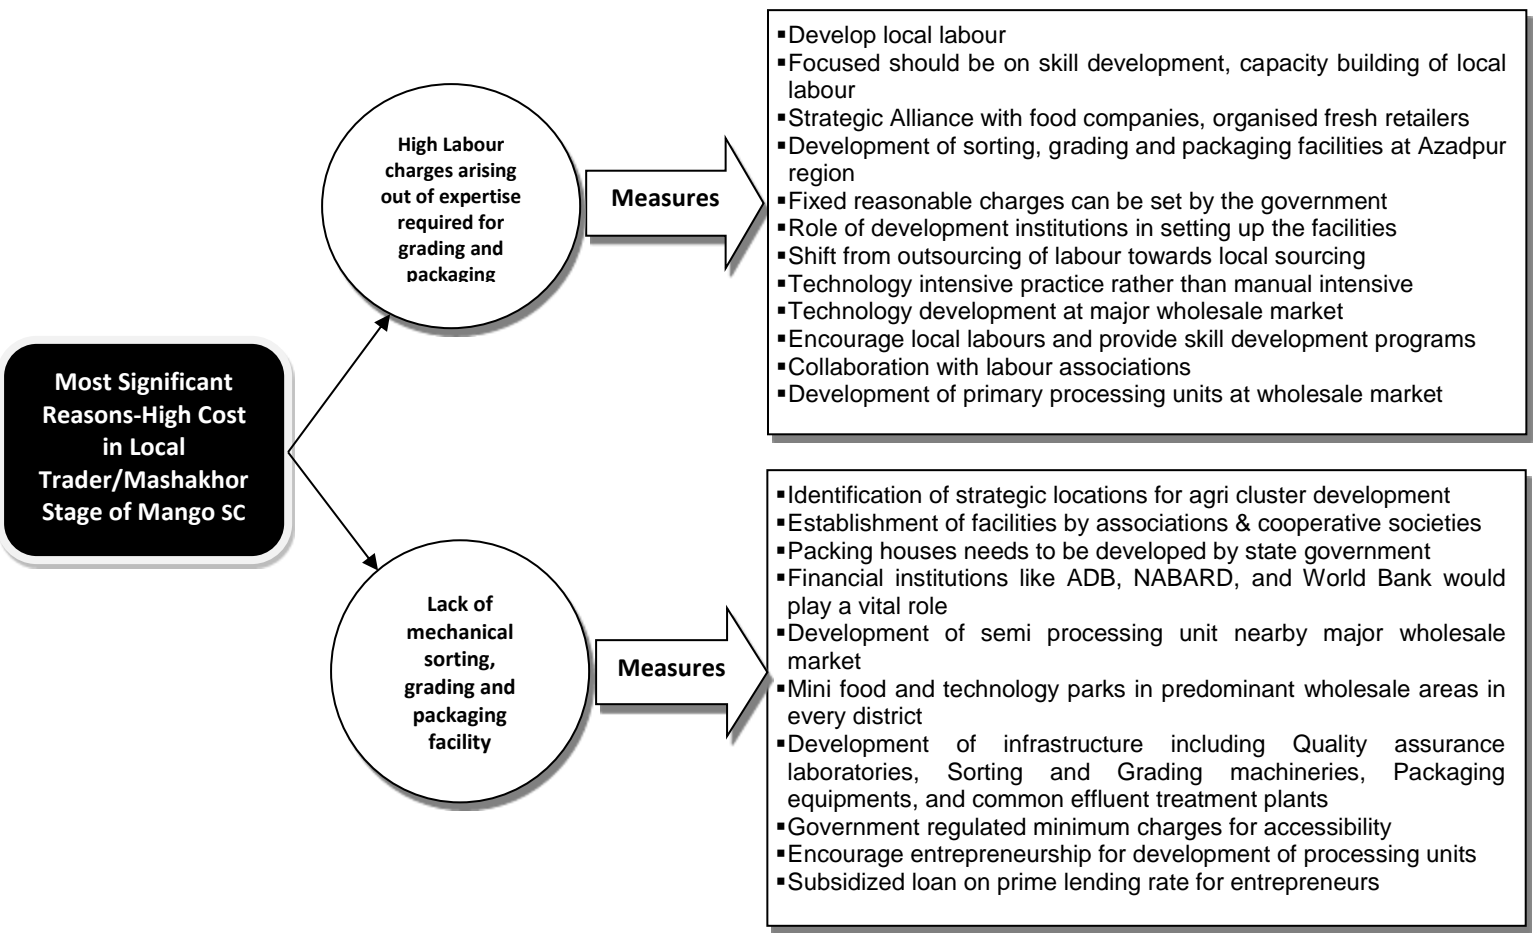 Most Significant
Reasons-High Cost
in Local
Trader/Mashakhor
Stage of Mango SC
High Labour
charges arising
out of expertise
required for
grading and
packaging
Measures
▪Develop local labour
▪Focused should be on skill development, capacity building of local
labour
▪Strategic Alliance with food companies, organised fresh retailers
▪Development of sorting, grading and packaging facilities at Azadpur
region
▪Fixed reasonable charges can be set by the government
▪Role of development institutions in setting up the facilities
▪Shift from outsourcing of labour towards local sourcing
▪Technology intensive practice rather than manual intensive
▪Technology development at major wholesale market
▪Encourage local labours and provide skill development programs
▪Collaboration with labour associations
▪Development of primary processing units at wholesale market
Lack of
mechanical
sorting,
grading and
packaging
facility
Measures
▪Identification of strategic locations for agri cluster development
▪Establishment of facilities by associations & cooperative societies
▪Packing houses needs to be developed by state government
▪Financial institutions like ADB, NABARD, and World Bank would
play a vital role
▪Development of semi processing unit nearby major wholesale
market
▪Mini food and technology parks in predominant wholesale areas in
every district
▪Development of infrastructure including Quality assurance
laboratories, Sorting and Grading machineries, Packaging
equipments, and common effluent treatment plants
▪Government regulated minimum charges for accessibility
▪Encourage entrepreneurship for development of processing units
▪Subsidized loan on prime lending rate for entrepreneurs